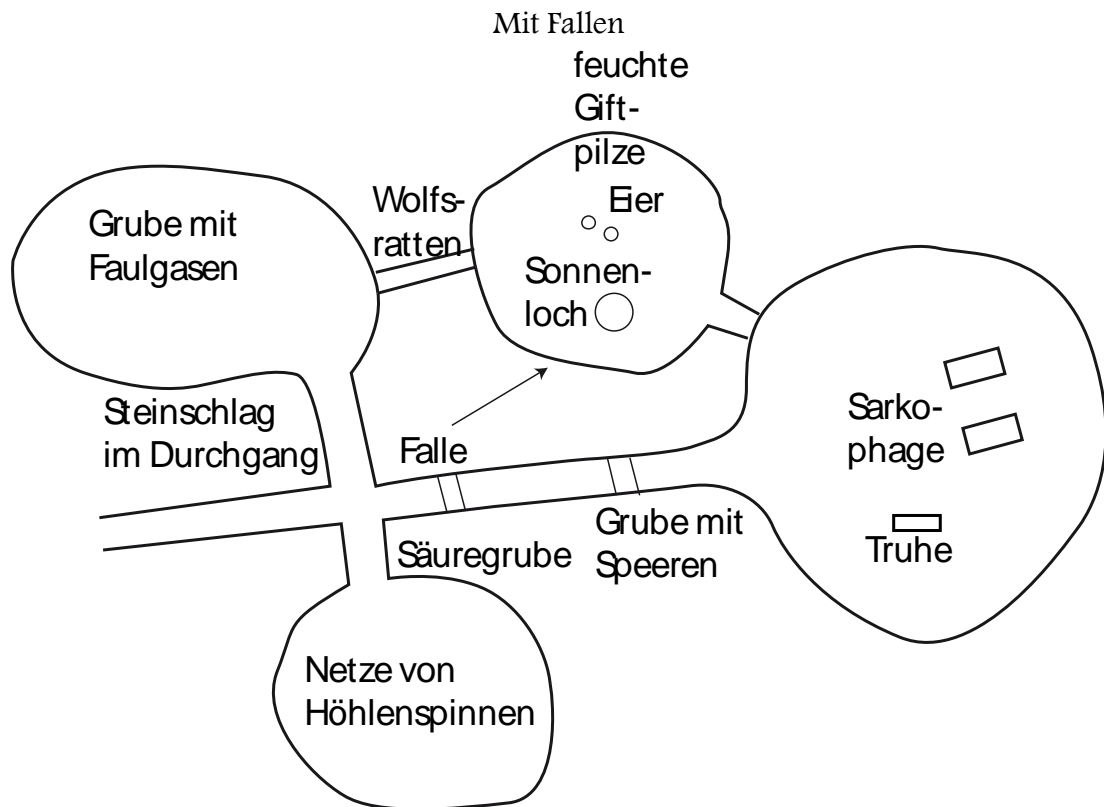 Mit Fallen
feuchte
Gift-
pilze
Wolfs-
ratten
Eier
Grube mit
Faulgasen
Sonnen-
loch
Steinschlag
im Durchgang
Falle
Sarko-
phage
Säuregrube
Grube mit
Speeren
Truhe
Netze von
Höhlenspinnen